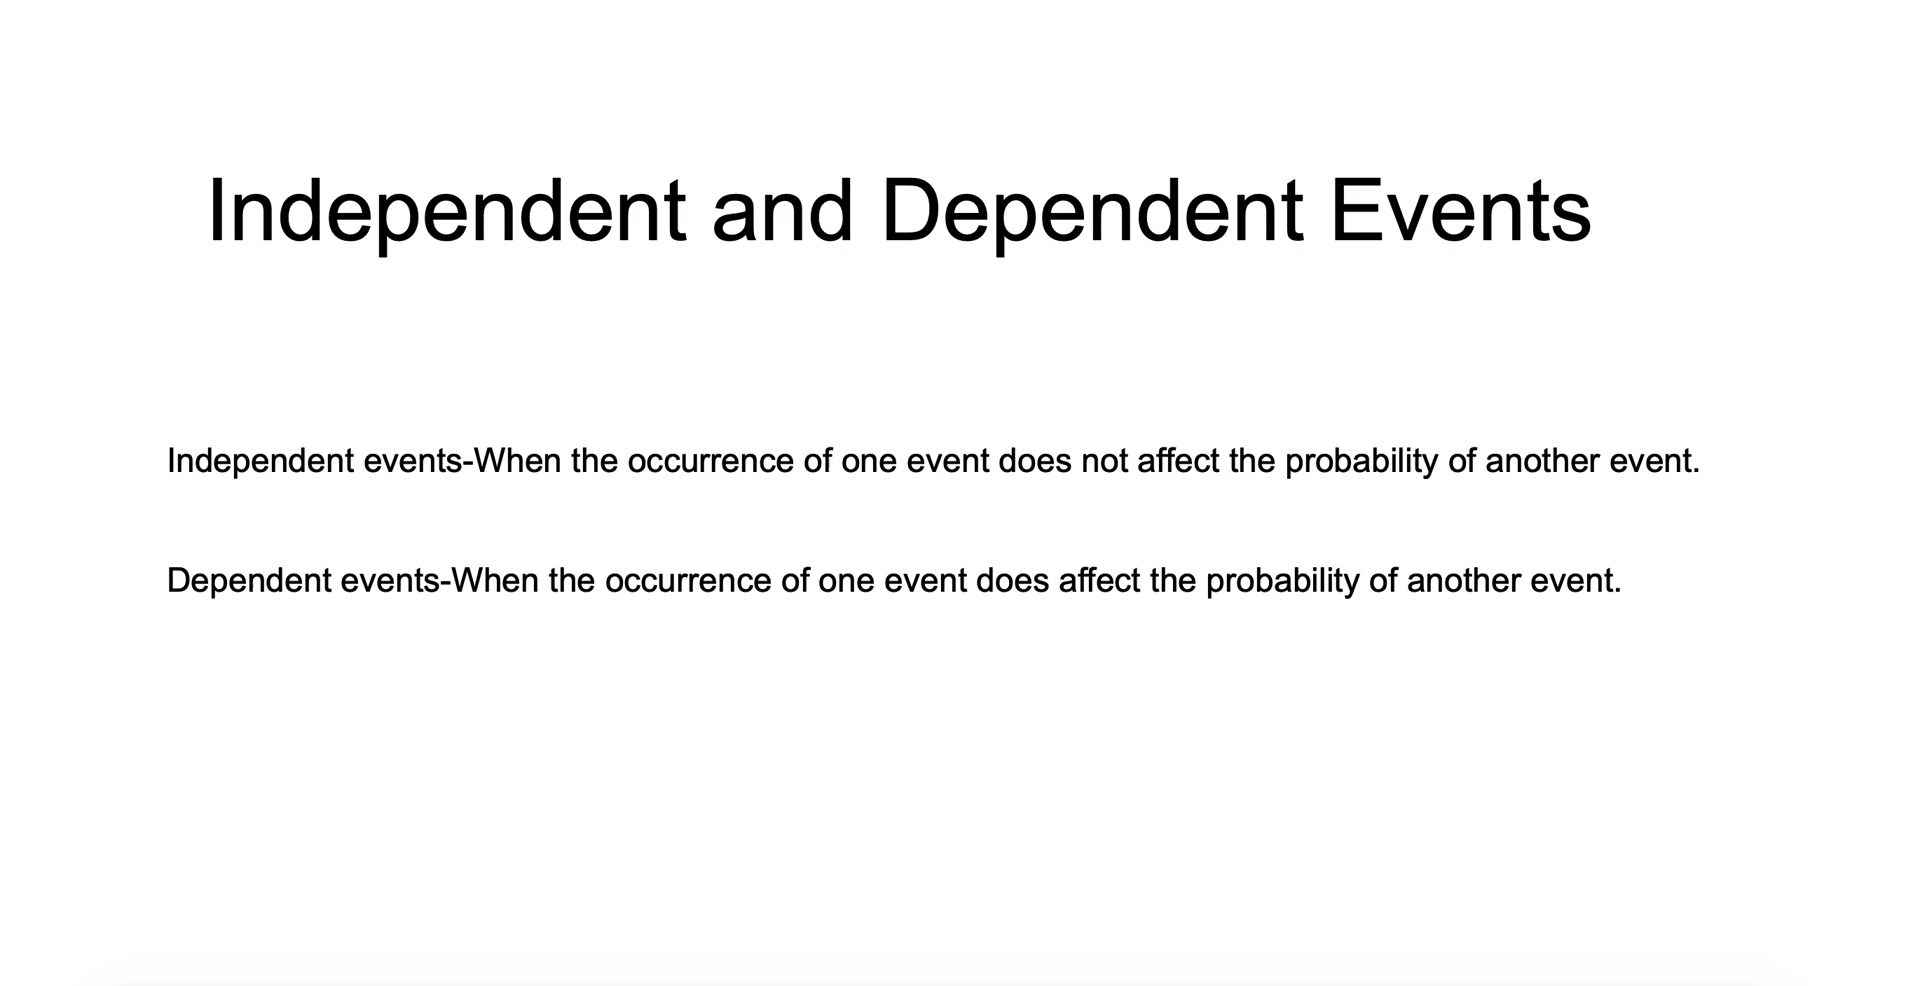 Independent and Dependent Events
Independent events-When the occurrence of one event does not affect the probability of another event.
Dependent events-When the occurrence of one event does affect the probability of another event.